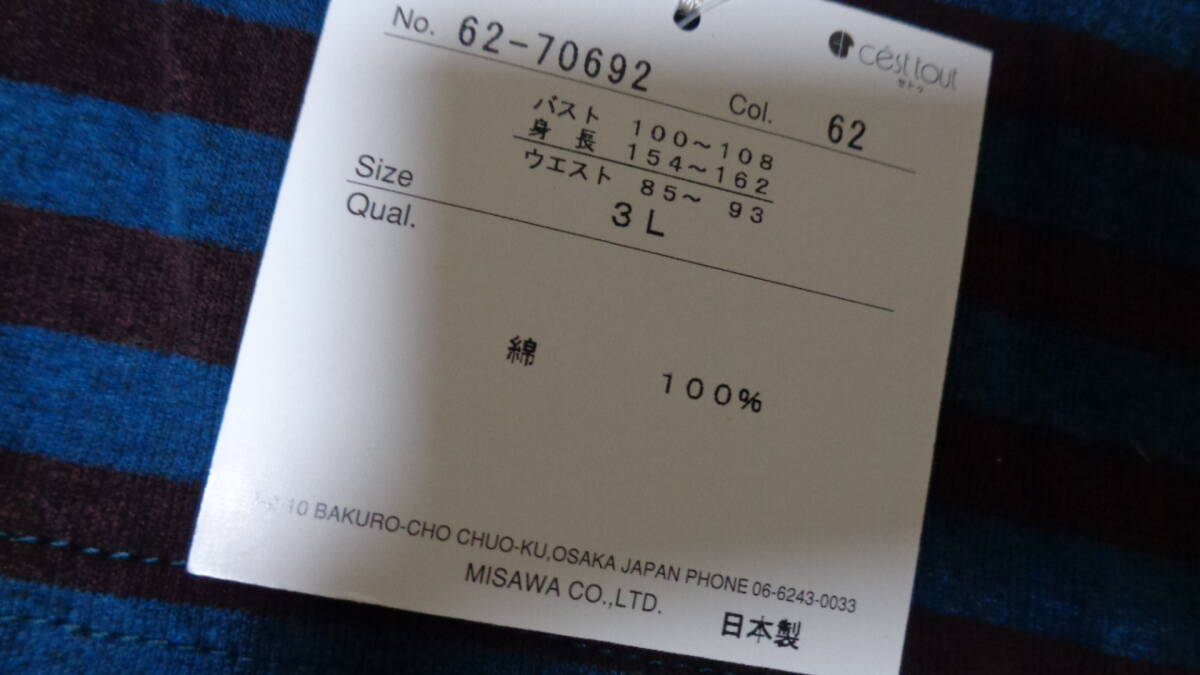 c'est tout
セトゥ
No. 62-70692 Col. 62
バスト 100～108
身長 154～162
ウエスト 85～ 93
Size 3L
Qual.
綿 100%
10 BAKURO-CHO CHUO-KU,OSAKA JAPAN PHONE 06-6243-0033
MISAWA CO.,LTD.
日本製